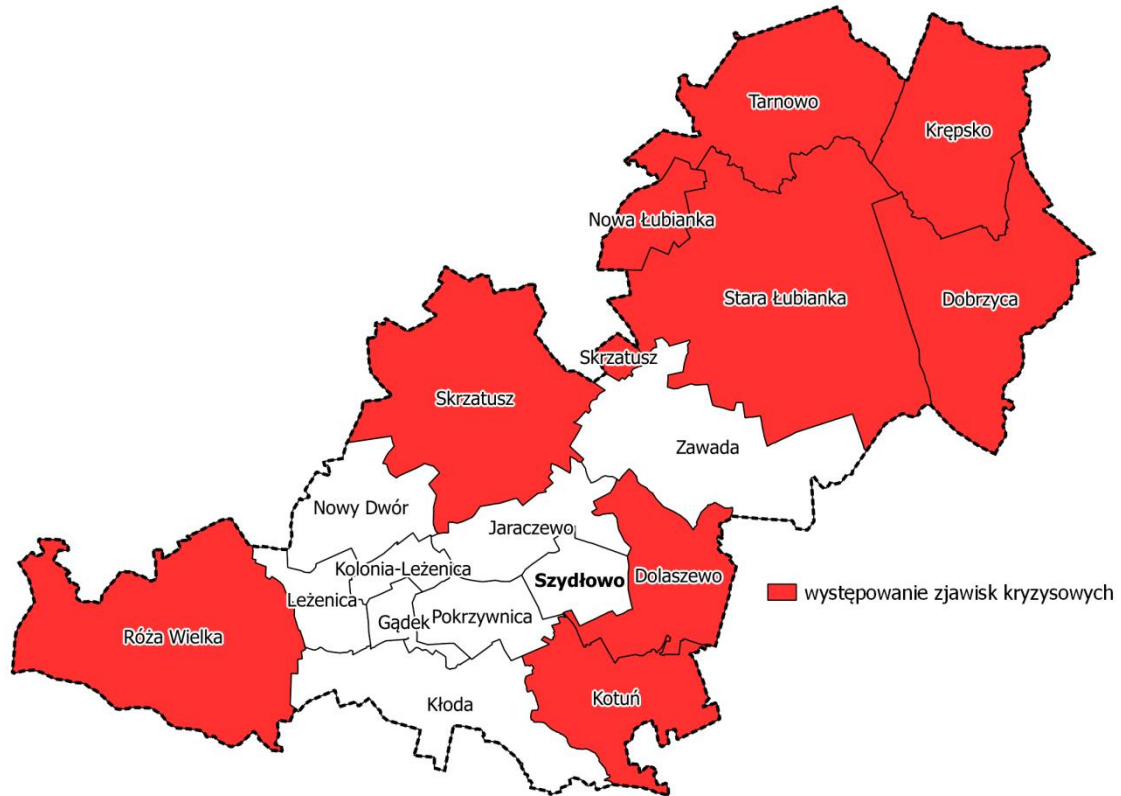 Tarnowo
Krępsko
Nowa Łubianka
Stara Łubianka
Dobrzyca
Skrzatusz
Skrzatusz
Zawada
Nowy Dwór
Jaraczewo
Kolonia-Leżenica
Szydłowo
Dolaszewo
występowanie zjawisk kryzysowych
Leżenica
Gądek
Pokrzywnica
Róża Wielka
Kłoda
Kotuń